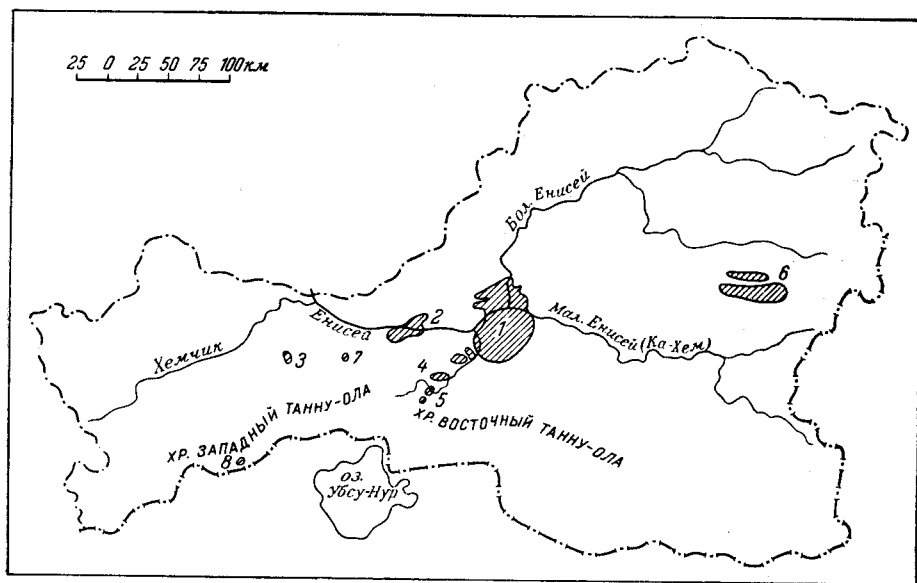 25 0 25 50 75 100км
Бол. Енисей
6
Енисея
2
1
Мал. Енисей (Ка-Хем)
Хемчик
3
7
4
5
ХР. ЗАПАДНЫЙ ТАННУ-ОЛА
ХР. ВОСТОЧНЫЙ ТАННУ-ОЛА
8
оз.
Убсу-Нур